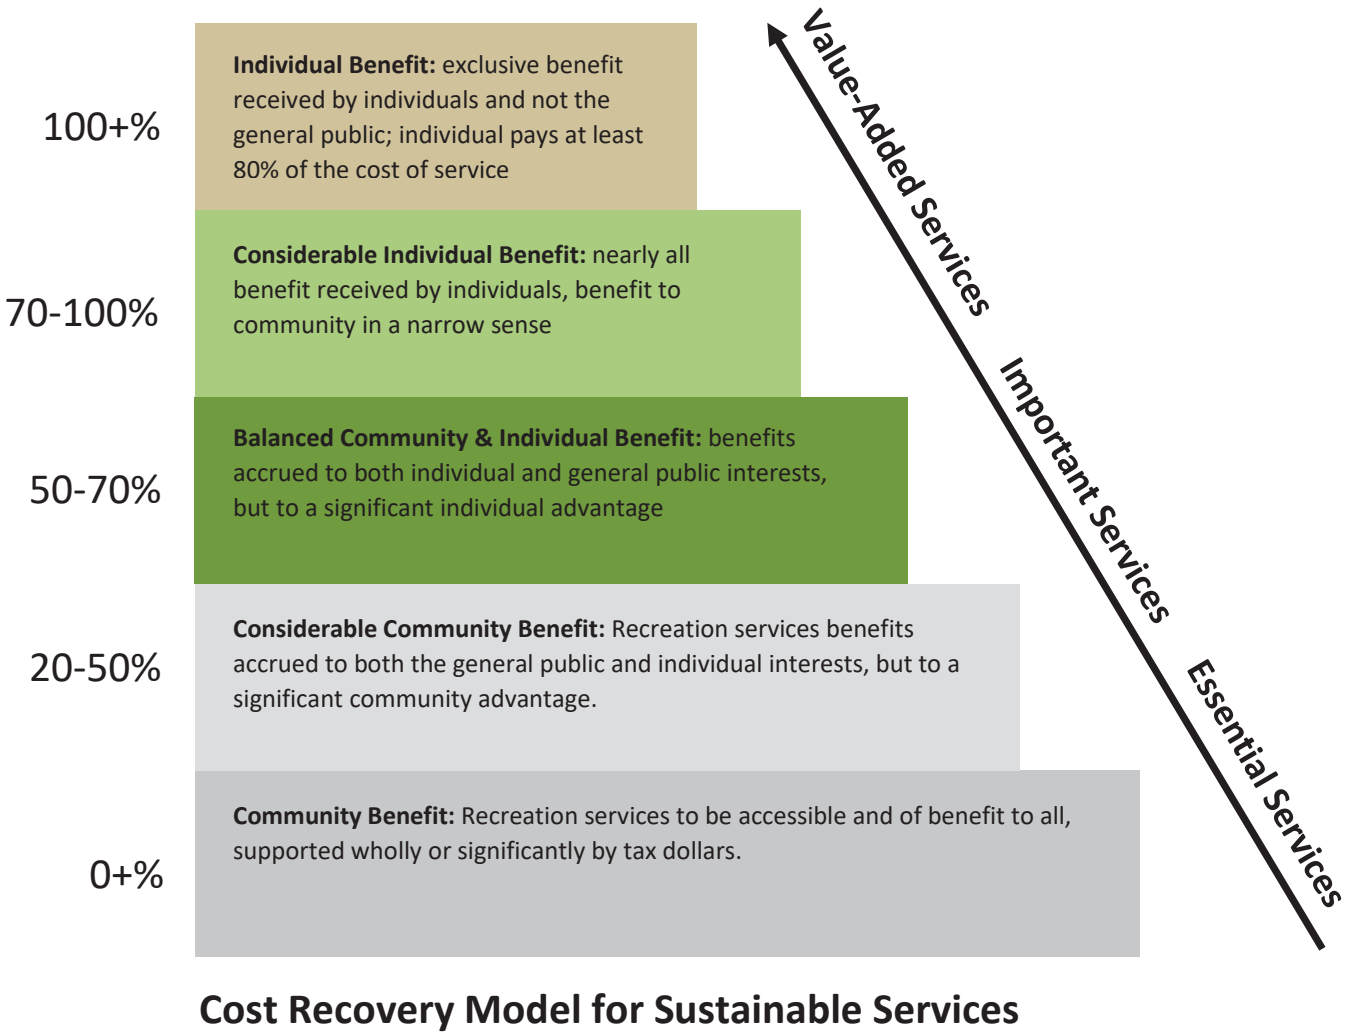 100+%
Individual Benefit: exclusive benefit
received by individuals and not the
general public; individual pays at least
80% of the cost of service
70-100%
Considerable Individual Benefit: nearly all
benefit received by individuals, benefit to
community in a narrow sense
50-70%
Balanced Community & Individual Benefit: benefits
accrued to both individual and general public interests,
but to a significant individual advantage
20-50%
Considerable Community Benefit: Recreation services benefits
accrued to both the general public and individual interests, but to a
significant community advantage.
0+%
Community Benefit: Recreation services to be accessible and of benefit to all,
supported wholly or significantly by tax dollars.
Value-Added Services
Important Services
Essential Services
Cost Recovery Model for Sustainable Services